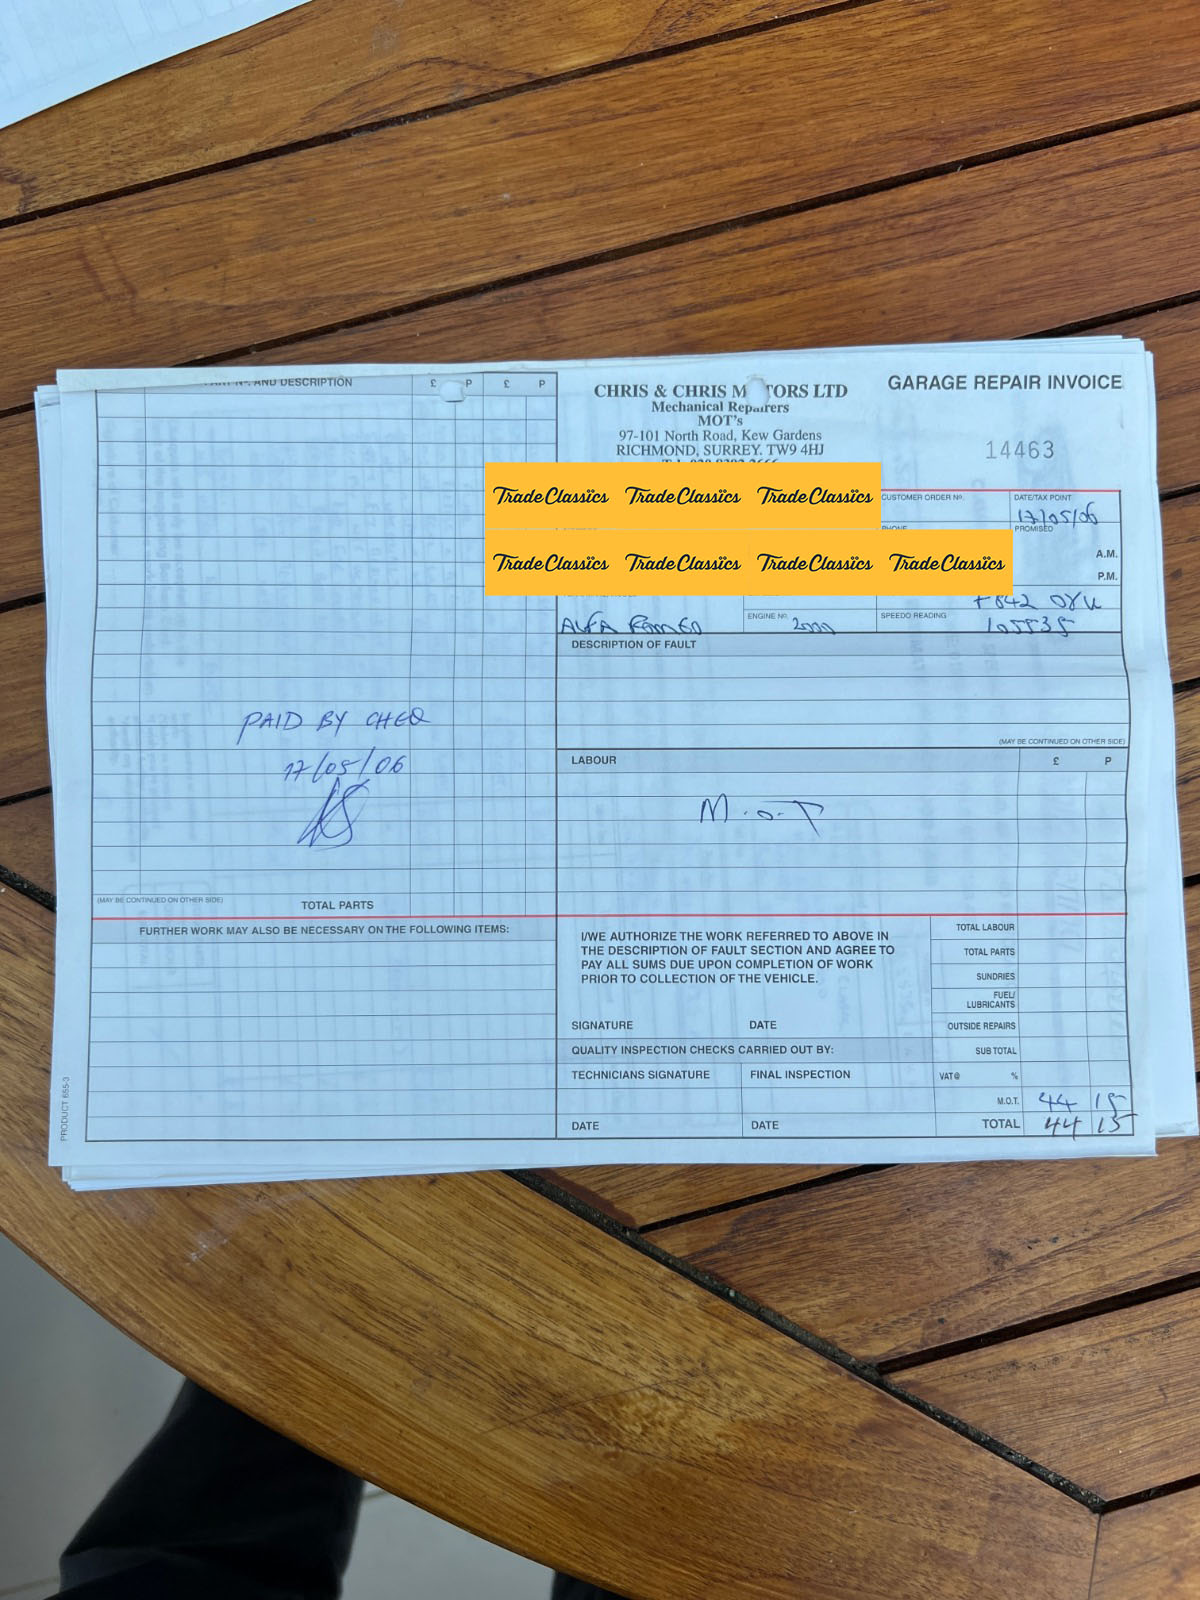 PART Nº. AND DESCRIPTION £ P £ P
PAID BY CHEQ
17/05/06
(MAY BE CONTINUED ON OTHER SIDE) TOTAL PARTS
FURTHER WORK MAY ALSO BE NECESSARY ON THE FOLLOWING ITEMS:
PRODUCT 655-3
CHRIS & CHRIS MOTORS LTD
Mechanical Repairers
MOT's
97-101 North Road, Kew Gardens
RICHMOND, SURREY. TW9 4HJ
GARAGE REPAIR INVOICE
14463
Trade Classics Trade Classics Trade Classics
CUSTOMER ORDER Nº. DATE/TAX POINT
17/05/06
PHONE PROMISED
Trade Classics Trade Classics Trade Classics Trade Classics
A.M.
P.M.
ALFA ROMEO ENGINE Nº. 2000 SPEEDO READING
DESCRIPTION OF FAULT
(MAY BE CONTINUED ON OTHER SIDE)
LABOUR £ P
M.O.T
I/WE AUTHORIZE THE WORK REFERRED TO ABOVE IN
THE DESCRIPTION OF FAULT SECTION AND AGREE TO
PAY ALL SUMS DUE UPON COMPLETION OF WORK
PRIOR TO COLLECTION OF THE VEHICLE.
SIGNATURE DATE
QUALITY INSPECTION CHECKS CARRIED OUT BY:
TECHNICIANS SIGNATURE FINAL INSPECTION
DATE DATE
TOTAL LABOUR
TOTAL PARTS
SUNDRIES
FUEL/
LUBRICANTS
OUTSIDE REPAIRS
SUB TOTAL
VAT@ %
M.O.T. 44 15
TOTAL 44 15